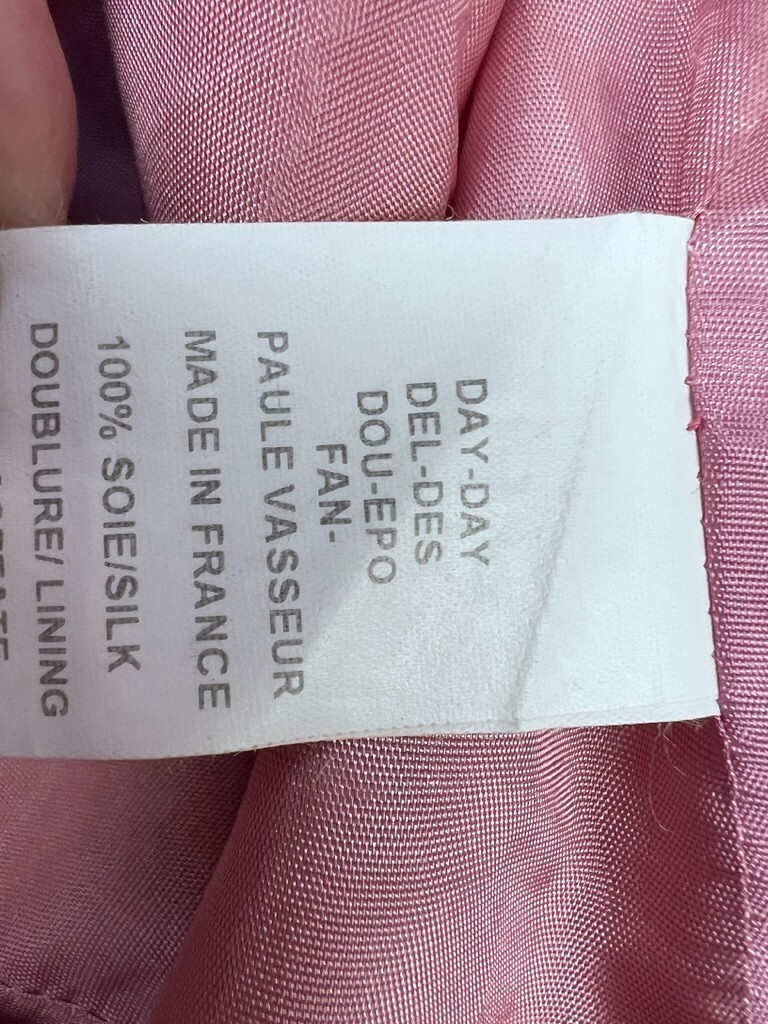 DAY-DAY
DEL-DES
DOU-EPO
FAN-
PAULE VASSEUR
MADE IN FRANCE
100% SOIE/SILK
DOUBLURE/ LINING